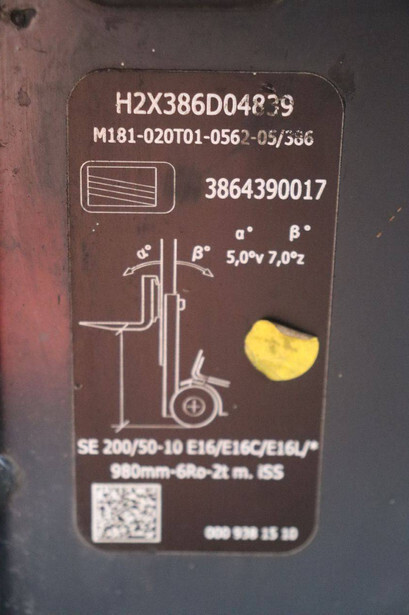 H2X386D04839
M181-020T01-0562-05/386
3864390017
α° β°
5,0°v 7,0°z
α° β°
SE 200/50-10 E16/E16C/E16L/*
980mm-6Ro-2t m. iSS
000 938 15 10